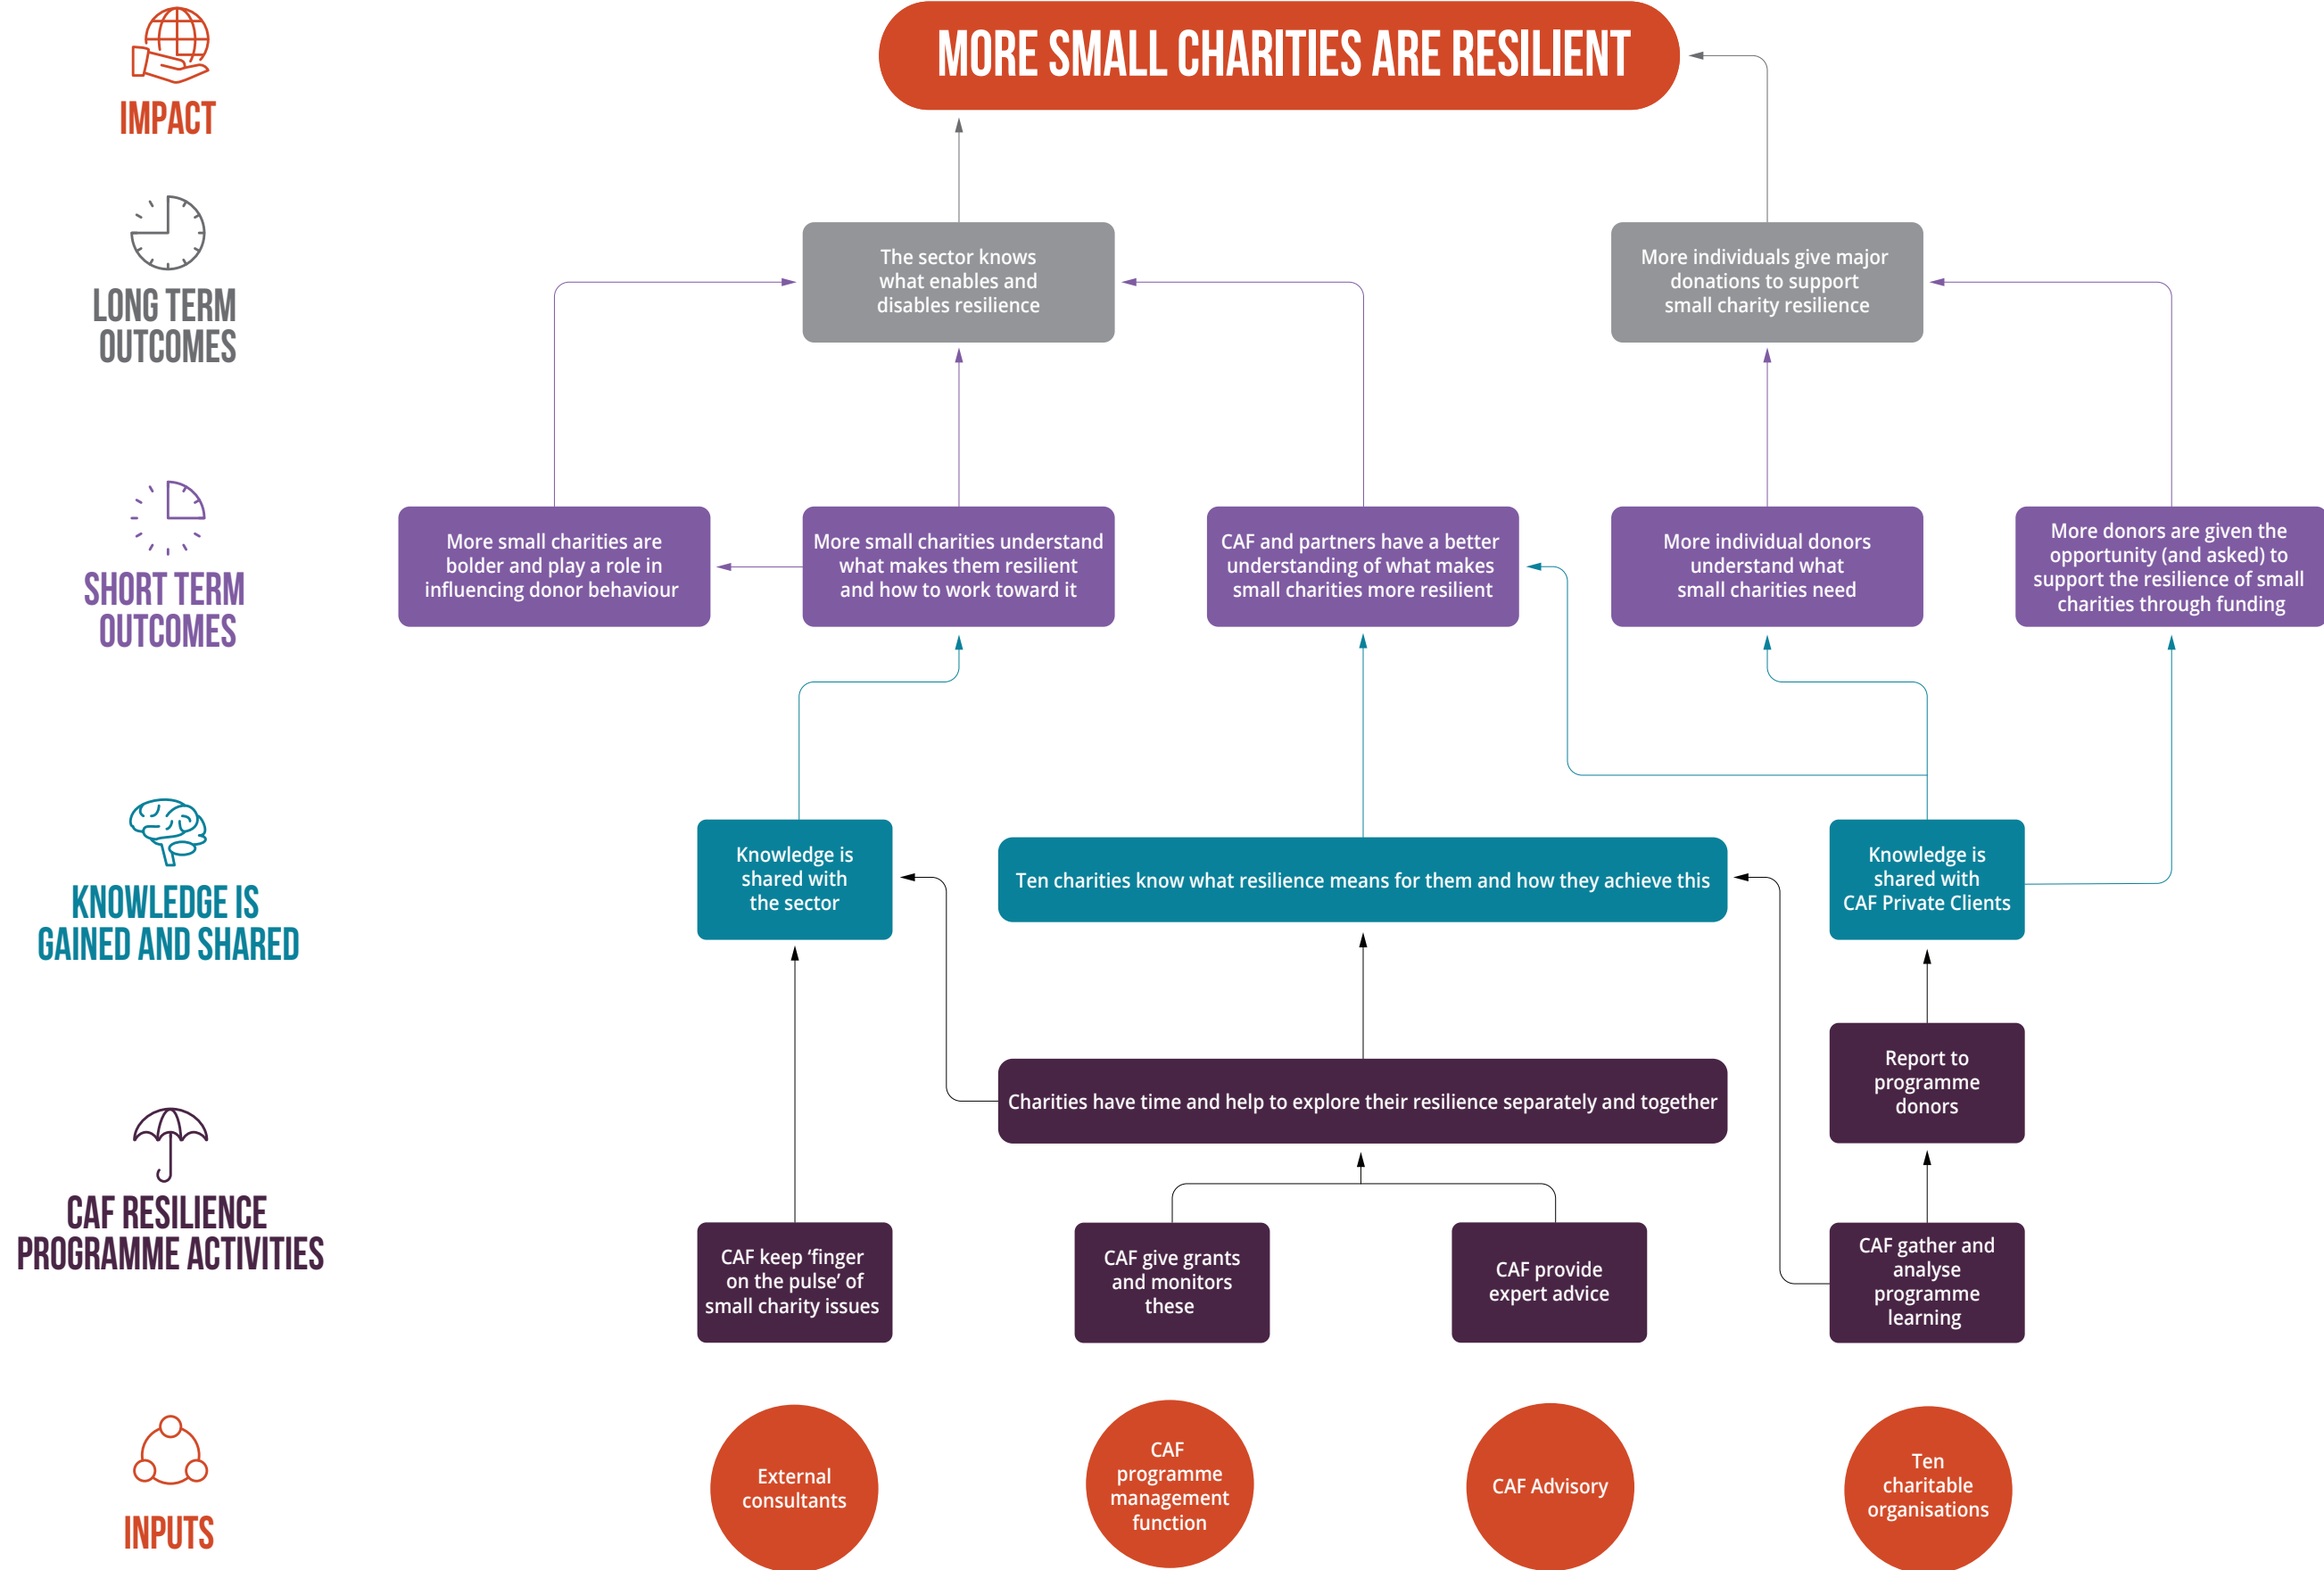 IMPACT
MORE SMALL CHARITIES ARE RESILIENT
LONG TERM
OUTCOMES
The sector knows
what enables and
disables resilience
More individuals give major
donations to support
small charity resilience
SHORT TERM
OUTCOMES
More small charities are
bolder and play a role in
influencing donor behaviour
More small charities understand
what makes them resilient
and how to work toward it
CAF and partners have a better
understanding of what makes
small charities more resilient
More individual donors
understand what
small charities need
More donors are given the
opportunity (and asked) to
support the resilience of small
charities through funding
KNOWLEDGE IS
GAINED AND SHARED
Knowledge is
shared with
the sector
Ten charities know what resilience means for them and how they achieve this
Knowledge is
shared with
CAF Private Clients
CAF RESILIENCE
PROGRAMME ACTIVITIES
Charities have time and help to explore their resilience separately and together
Report to
programme
donors
CAF keep ‘finger
on the pulse’ of
small charity issues
CAF give grants
and monitors
these
CAF provide
expert advice
CAF gather and
analyse
programme
learning
INPUTS
External
consultants
CAF
programme
management
function
CAF Advisory
Ten
charitable
organisations